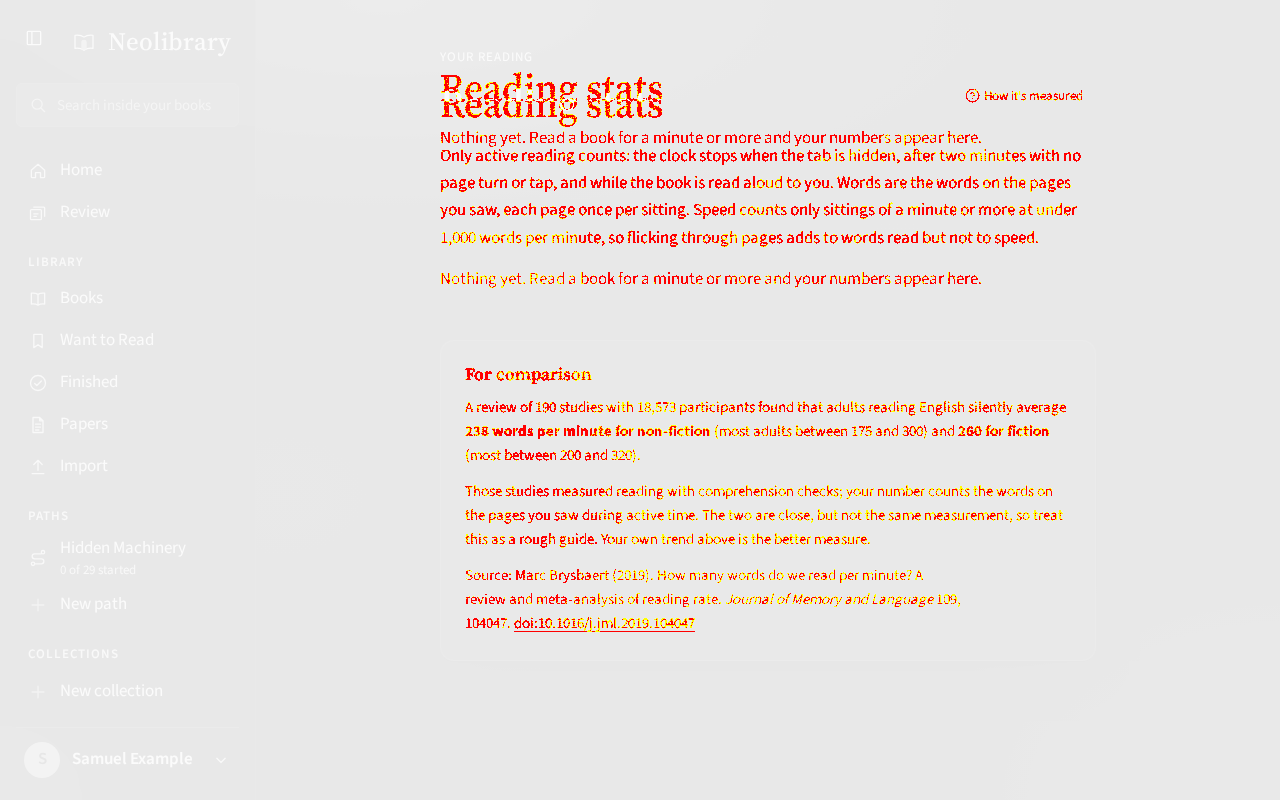 Neolibrary
Search inside your books
Home
Review
LIBRARY
Books
Want to Read
Finished
Papers
Import
PATHS
Hidden Machinery
0 of 29 started
New path
COLLECTIONS
New collection
S
Samuel Example
YOUR READING
Reading stats
Reading stats
How it's measured
Nothing yet. Read a book for a minute or more and your numbers appear here.
Only active reading counts: the clock stops when the tab is hidden, after two minutes with no
page turn or tap, and while the book is read aloud to you. Words are the words on the pages
you saw, each page once per sitting. Speed counts only sittings of a minute or more at under
1,000 words per minute, so flicking through pages adds to words read but not to speed.
Nothing yet. Read a book for a minute or more and your numbers appear here.
For comparison
A review of 190 studies with 18,573 participants found that adults reading English silently average
238 words per minute for non-fiction (most adults between 175 and 300) and 260 for fiction
(most between 200 and 320).
Those studies measured reading with comprehension checks; your number counts the words on
the pages you saw during active time. The two are close, but not the same measurement, so treat
this as a rough guide. Your own trend above is the better measure.
Source: Marc Brysbaert (2019). How many words do we read per minute? A
review and meta-analysis of reading rate. Journal of Memory and Language 109,
104047. doi:10.1016/j.jml.2019.104047